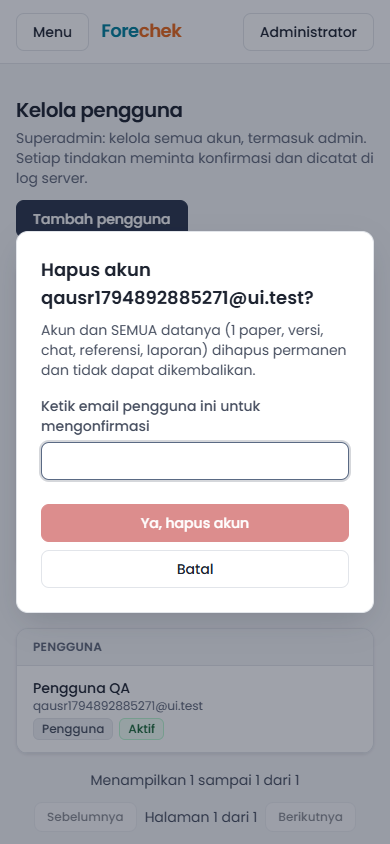 Menu
Forechek
Administrator
Kelola pengguna
Superadmin: kelola semua akun, termasuk admin.
Setiap tindakan meminta konfirmasi dan dicatat di
log server.
Tambah pengguna
Hapus akun
qausr1794892885271@ui.test?
Akun dan SEMUA datanya (1 paper, versi,
chat, referensi, laporan) dihapus permanen
dan tidak dapat dikembalikan.
Ketik email pengguna ini untuk
mengonfirmasi
Ya, hapus akun
Batal
PENGGUNA
Pengguna QA
qausr1794892885271@ui.test
Pengguna
Aktif
Menampilkan 1 sampai 1 dari 1
Sebelumnya
Halaman 1 dari 1
Berikutnya